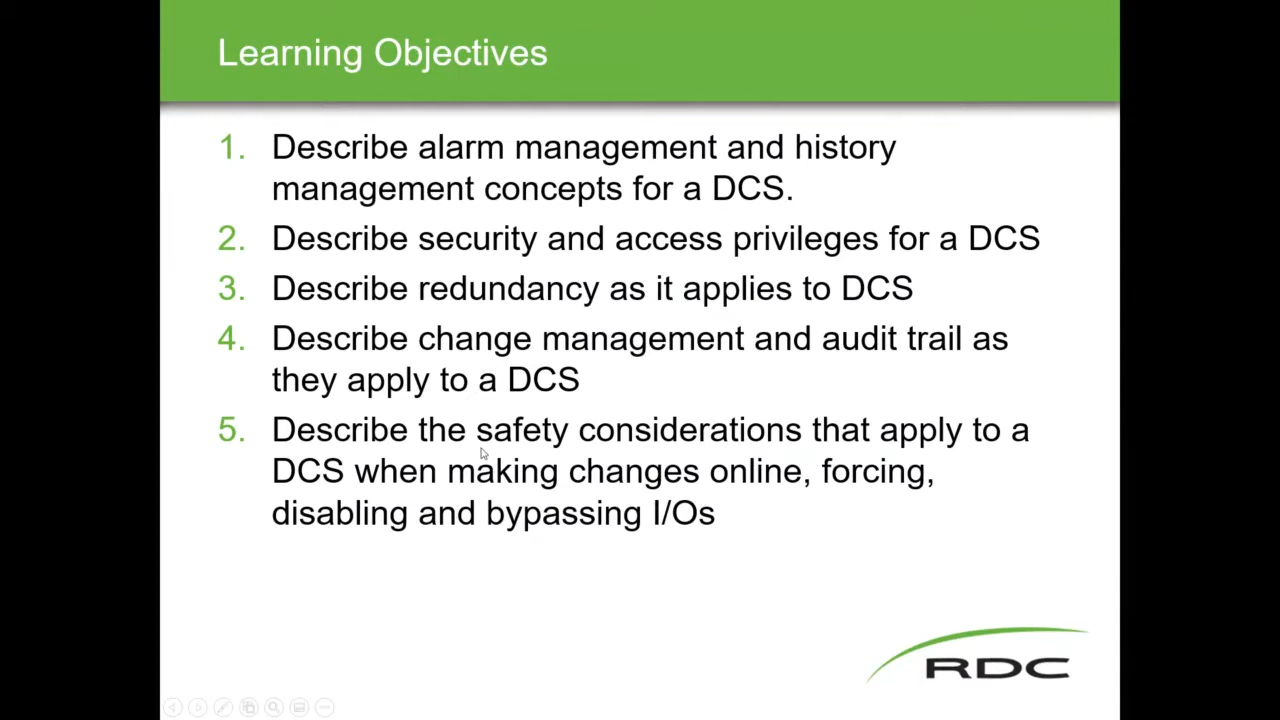 Learning Objectives
1. Describe alarm management and history
management concepts for a DCS.
2. Describe security and access privileges for a DCS
3. Describe redundancy as it applies to DCS
4. Describe change management and audit trail as
they apply to a DCS
5. Describe the safety considerations that apply to a
DCS when making changes online, forcing,
disabling and bypassing I/Os
RDC